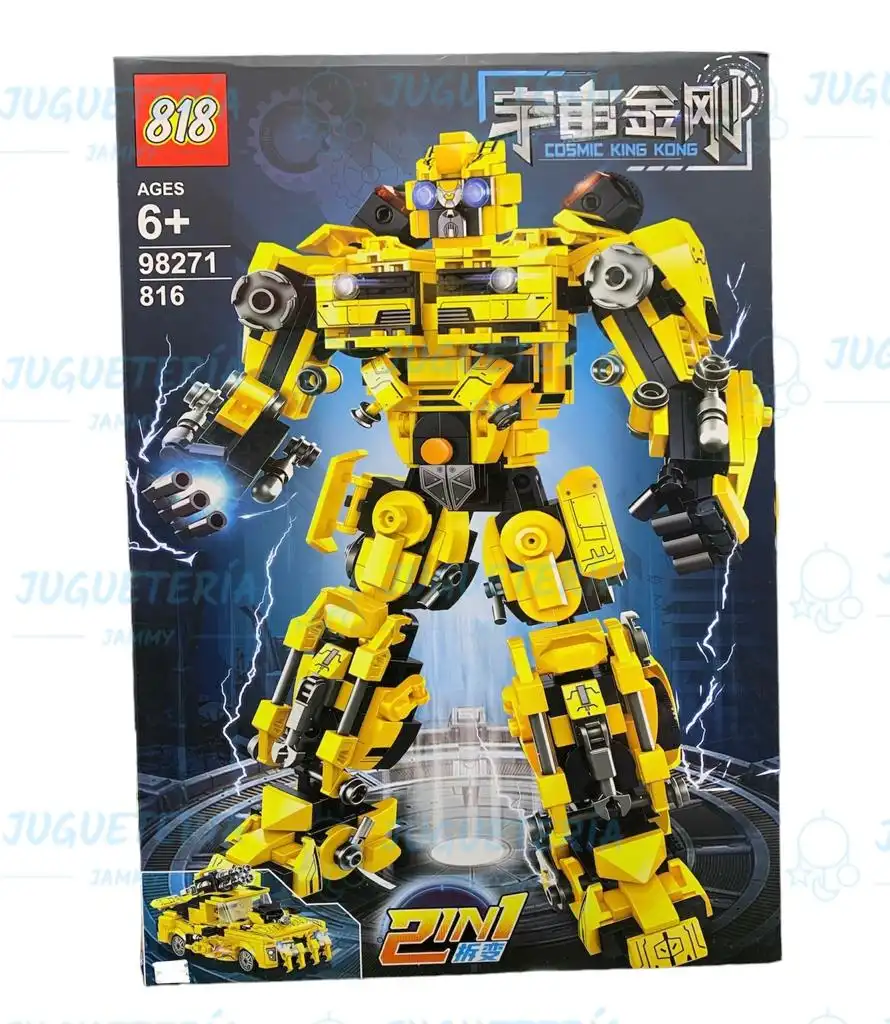 818
AGES
6+
98271
816
宇宙金刚
COSMIC KING KONG
2IN1
拆变
JUGUETERÍA
JAMMY